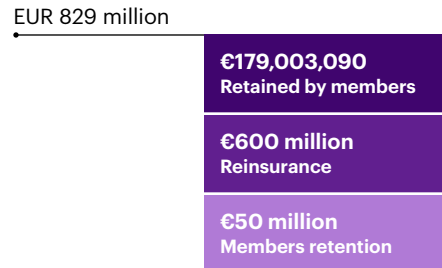 EUR 829 million
€179,003,090
Retained by members
€600 million
Reinsurance
€50 million
Members retention